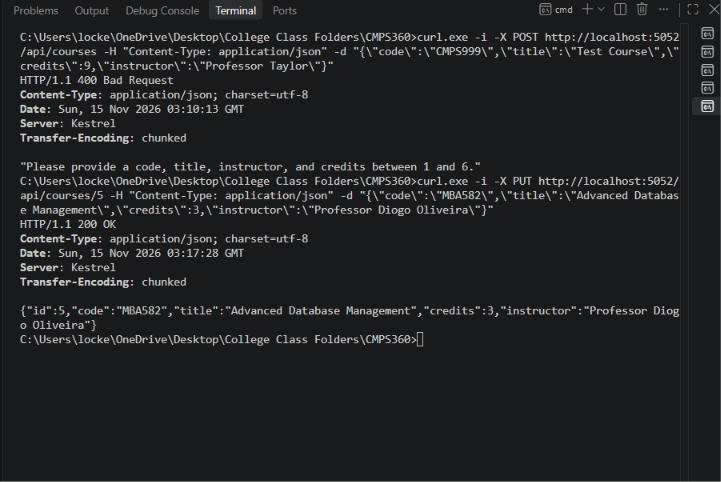 Problems Output Debug Console Terminal Ports cmd
C:\Users\locke\OneDrive\Desktop\College Class Folders\CMPS360>curl.exe -i -X POST http://localhost:5052
/api/courses -H "Content-Type: application/json" -d "{\"code\":\"CMPS999\",\"title\":\"Test Course\",\"
credits\":9,\"instructor\":\"Professor Taylor\"}"
HTTP/1.1 400 Bad Request
Content-Type: application/json; charset=utf-8
Date: Sun, 15 Nov 2026 03:10:13 GMT
Server: Kestrel
Transfer-Encoding: chunked
"Please provide a code, title, instructor, and credits between 1 and 6."
C:\Users\locke\OneDrive\Desktop\College Class Folders\CMPS360>curl.exe -i -X PUT http://localhost:5052/
api/courses/5 -H "Content-Type: application/json" -d "{\"code\":\"MBA582\",\"title\":\"Advanced Databas
e Management\",\"credits\":3,\"instructor\":\"Professor Diogo Oliveira\"}"
HTTP/1.1 200 OK
Content-Type: application/json; charset=utf-8
Date: Sun, 15 Nov 2026 03:17:28 GMT
Server: Kestrel
Transfer-Encoding: chunked
{"id":5,"code":"MBA582","title":"Advanced Database Management","credits":3,"instructor":"Professor Diog
o Oliveira"}
C:\Users\locke\OneDrive\Desktop\College Class Folders\CMPS360>